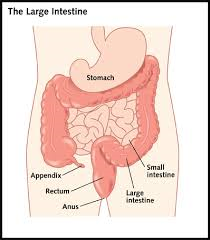 The Large Intestine
Stomach
Small
intestine
Appendix
Large
intestine
Rectum
Anus